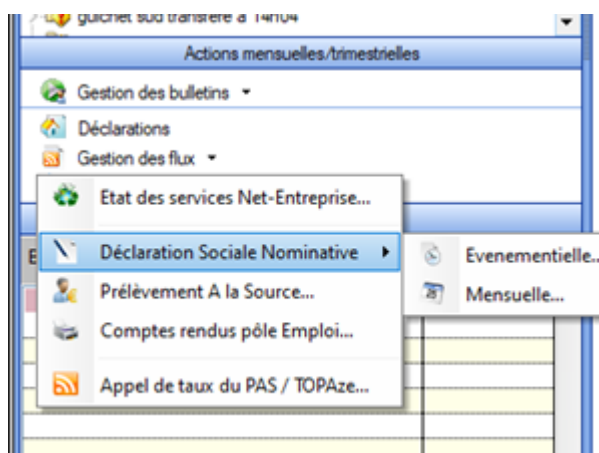 guichet sud transféré à 14h04
Actions mensuelles/trimestrielles
Gestion des bulletins
Déclarations
Gestion des flux
Etat des services Net-Entreprise...
Déclaration Sociale Nominative
Evenementielle..
Mensuelle...
Prélèvement A la Source...
Comptes rendus pôle Emploi...
Appel de taux du PAS / TOPAze...